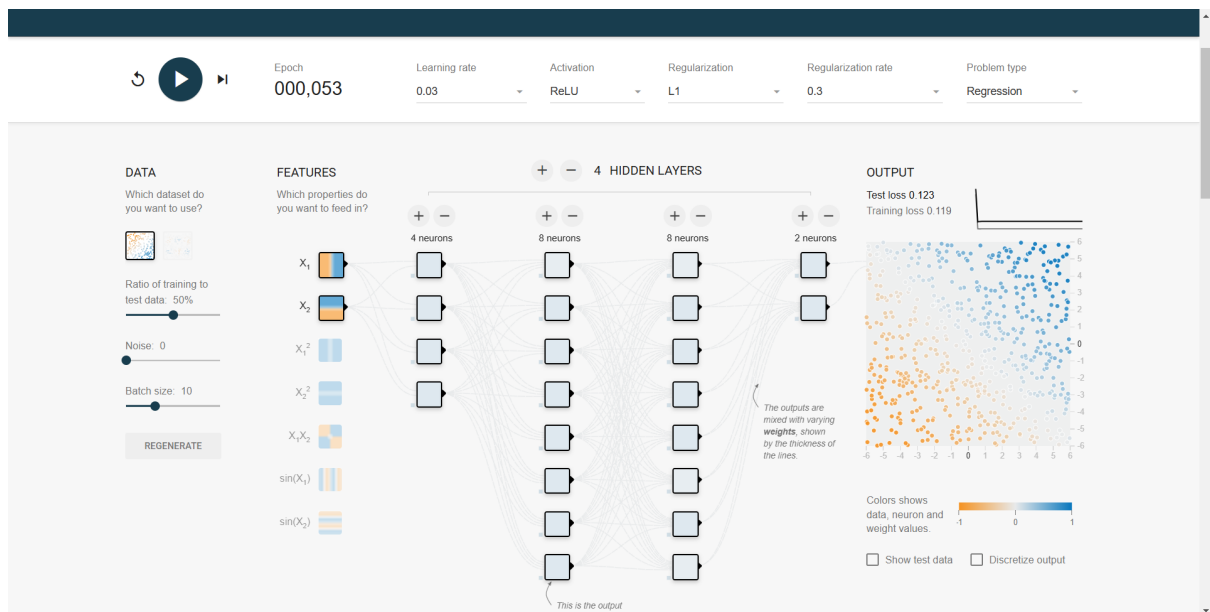 Epoch
000,053
Learning rate
0.03
Activation
ReLU
Regularization
L1
Regularization rate
0.3
Problem type
Regression
DATA
Which dataset do
you want to use?
Ratio of training to
test data: 50%
Noise: 0
Batch size: 10
REGENERATE
FEATURES
Which properties do
you want to feed in?
X₁
X₂
X₁²
X₂²
X₁X₂
sin(X₁)
sin(X₂)
+ − 4 HIDDEN LAYERS
+ − + − + − + −
4 neurons 8 neurons 8 neurons 2 neurons
The outputs are
mixed with varying
weights, shown
by the thickness of
the lines.
This is the output
OUTPUT
Test loss 0.123
Training loss 0.119
6
5
4
3
2
1
0
-1
-2
-3
-4
-5
-6
-6 -5 -4 -3 -2 -1 0 1 2 3 4 5 6
Colors shows
data, neuron and
weight values.
-1 0 1
Show test data Discretize output